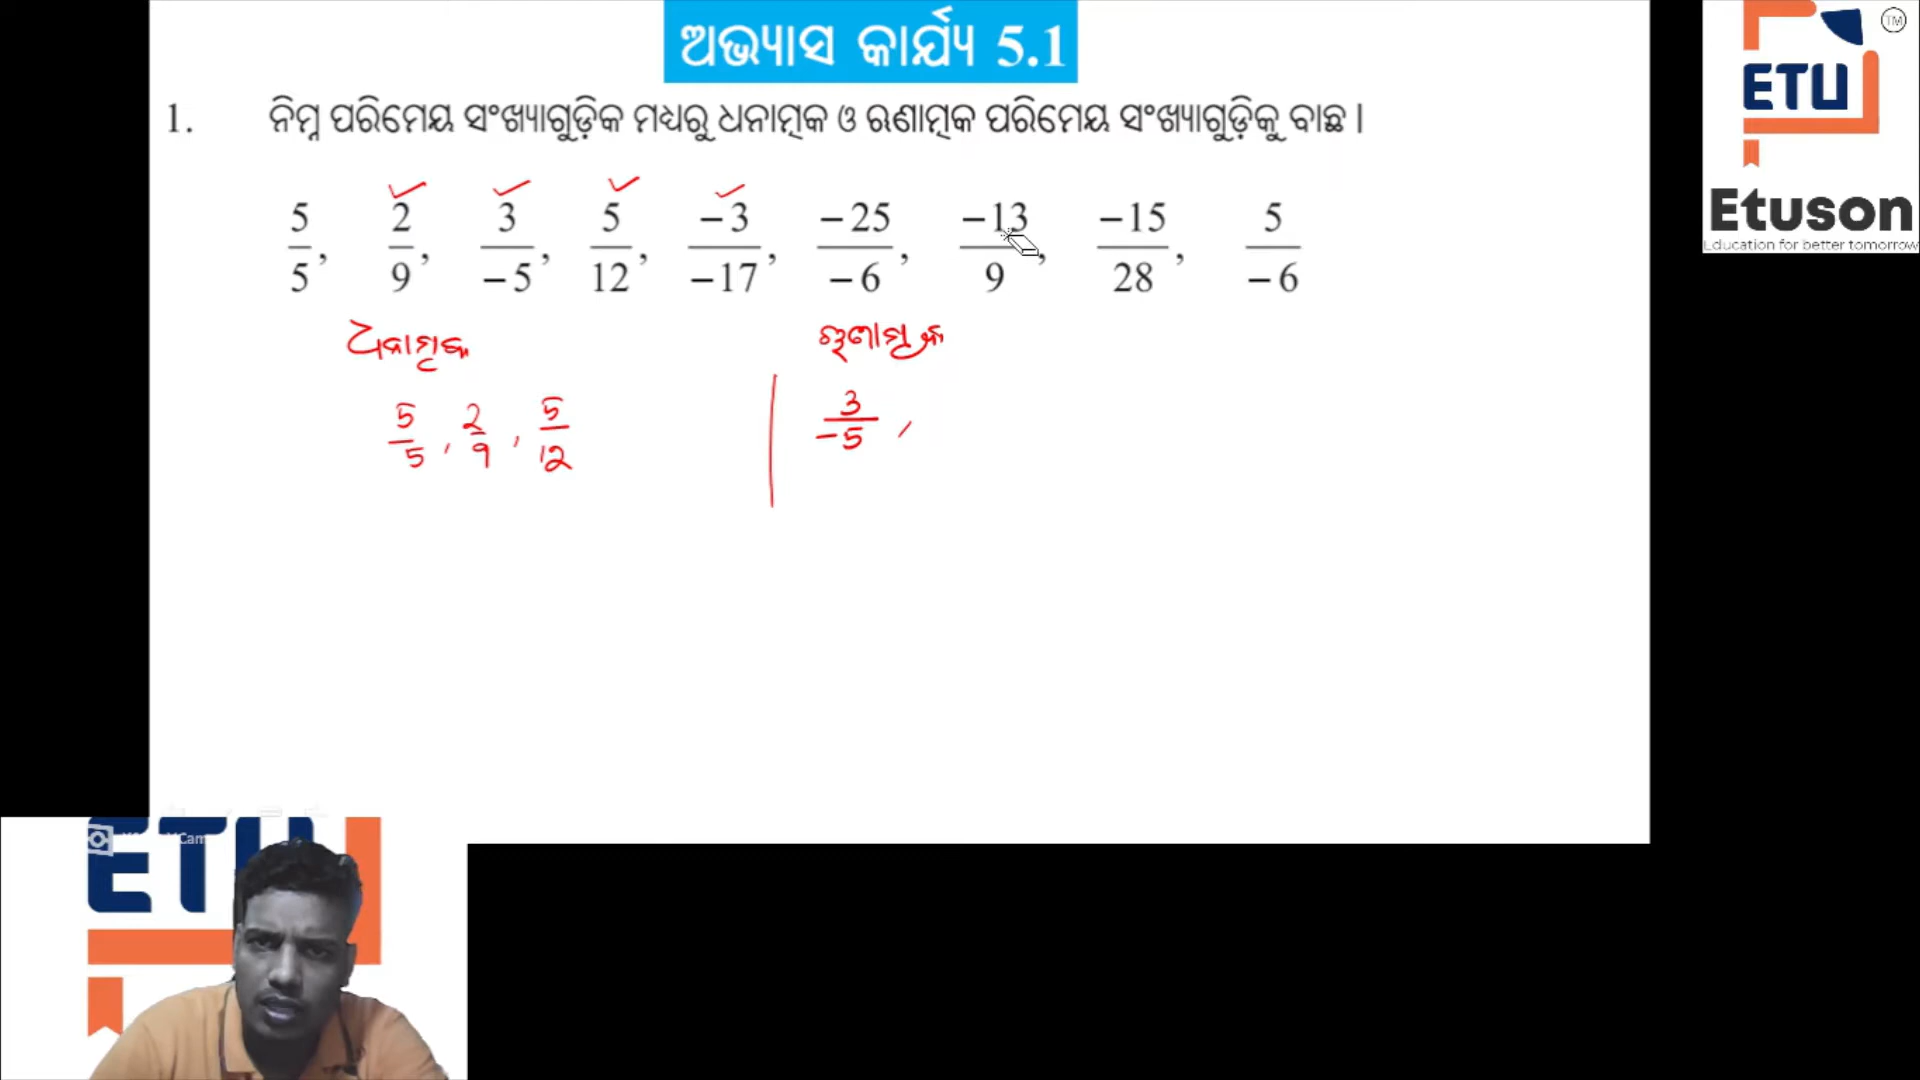 ଅଭ୍ୟାସ କାର୍ଯ୍ୟ 5.1
TM
ETU
Etuson
Education for better tomorrow
1. ନିମ୍ନ ପରିମେୟ ସଂଖ୍ୟାଗୁଡ଼ିକ ମଧ୍ୟରୁ ଧନାତ୍ମକ ଓ ଋଣାତ୍ମକ ପରିମେୟ ସଂଖ୍ୟାଗୁଡ଼ିକୁ ବାଛ ।
5/5, 2/9, 3/-5, 5/12, -3/-17, -25/-6, -13/9, -15/28, 5/-6
ଧନାତ୍ମକ ଋଣାତ୍ମକ
5/5, 2/9, 5/12 3/-5,
ETU